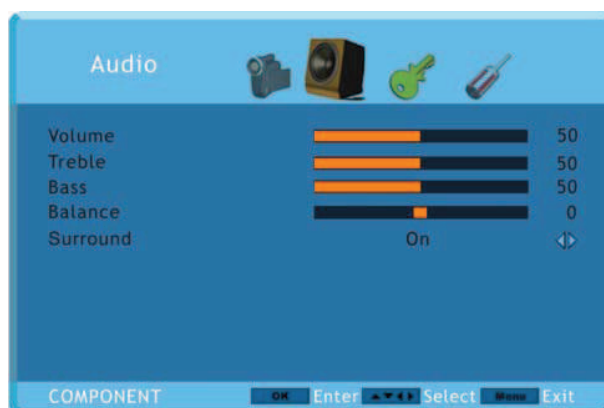 Audio
Volume 50
Treble 50
Bass 50
Balance 0
Surround On
COMPONENT OK Enter Select Menu Exit